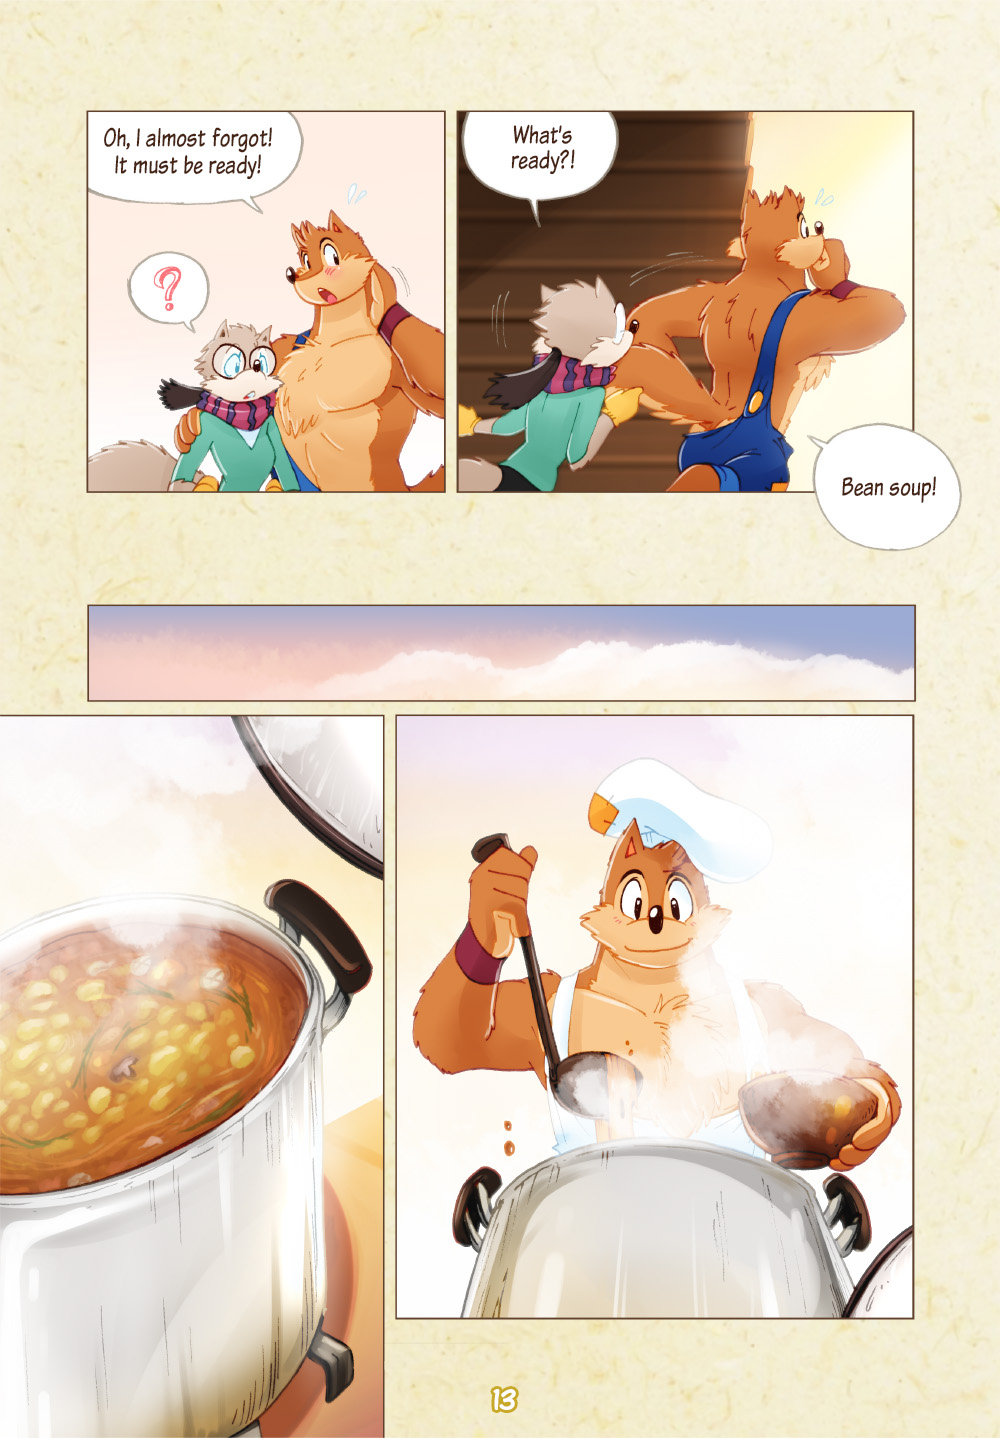 Oh, I almost forgot!
It must be ready!
?
What's
ready?!
Bean soup!
13